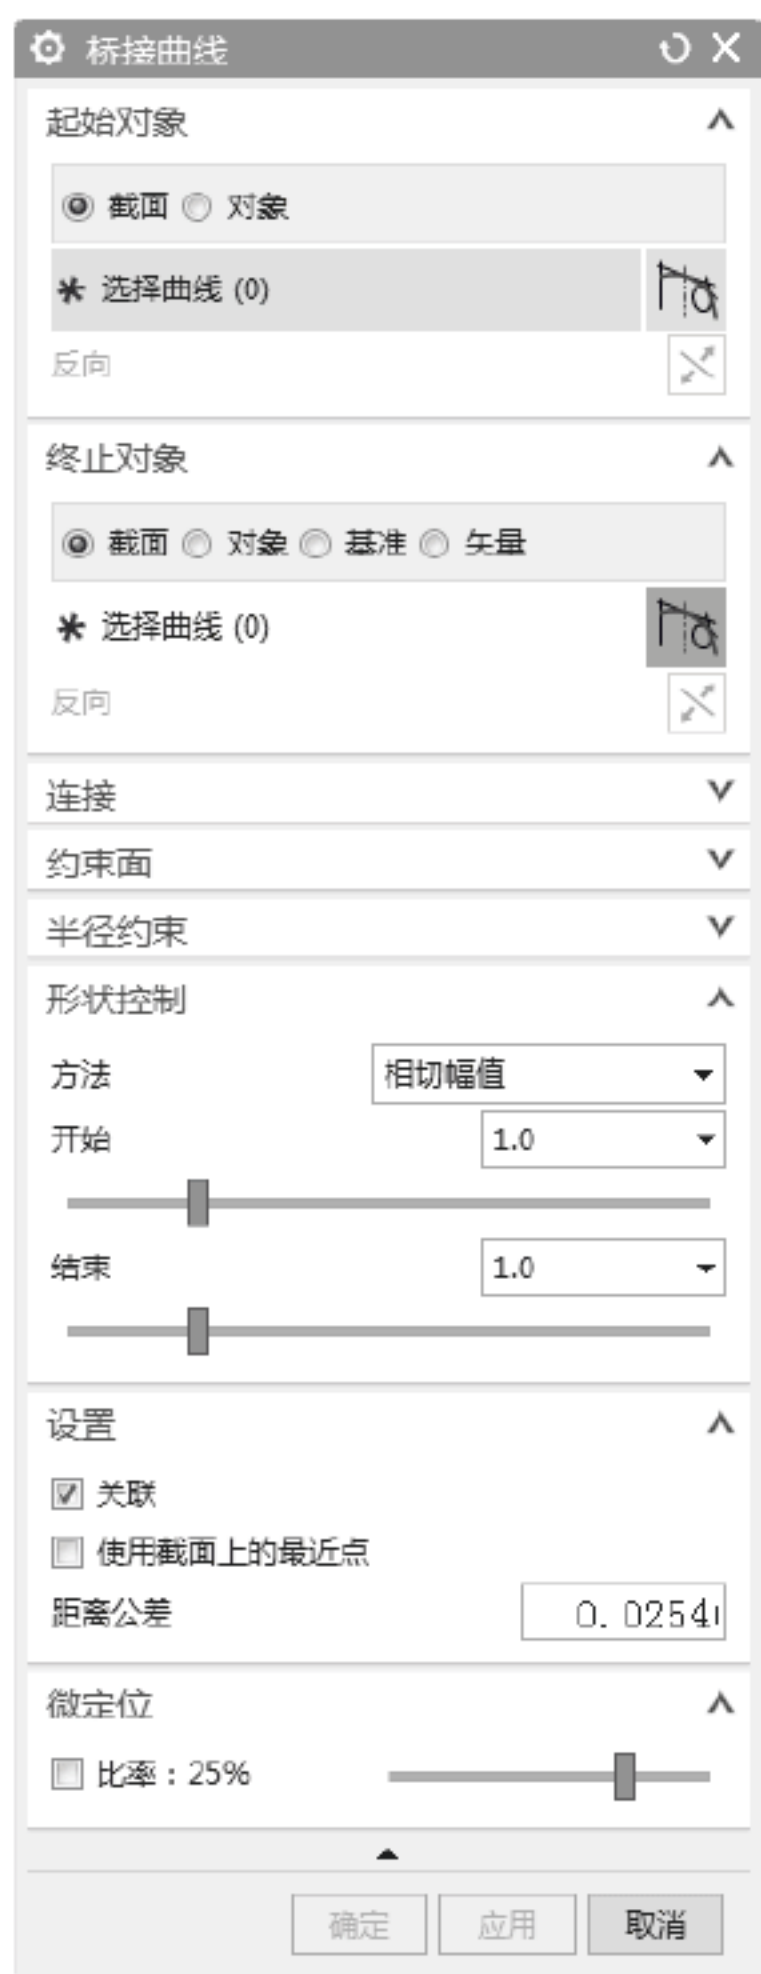 桥接曲线
起始对象
截面 对象
选择曲线 (0)
反向
终止对象
截面 对象 基准 矢量
选择曲线 (0)
反向
连接
约束面
半径约束
形状控制
方法 相切幅值
开始 1.0
结束 1.0
设置
关联
使用截面上的最近点
距离公差 0.0254
微定位
比率：25%
确定 应用 取消